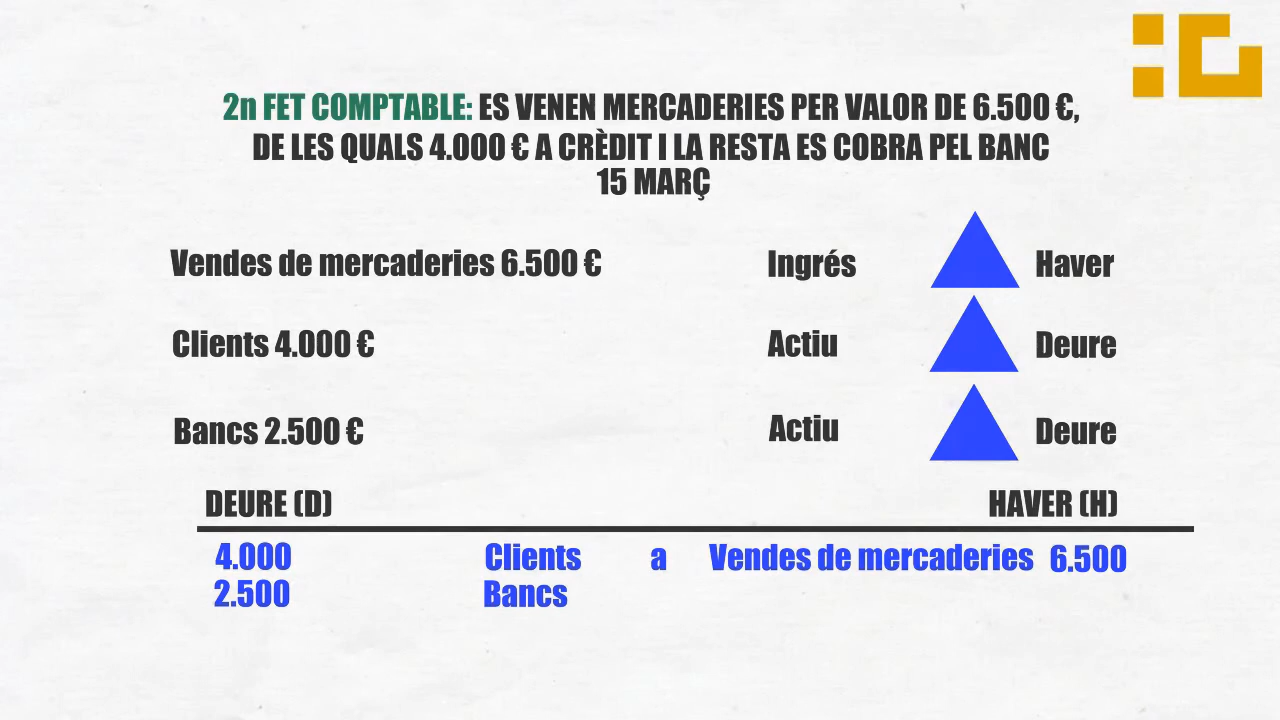 2n FET COMPTABLE: ES VENEN MERCADERIES PER VALOR DE 6.500 €,
DE LES QUALS 4.000 € A CRÈDIT I LA RESTA ES COBRA PEL BANC
15 MARÇ
Vendes de mercaderies 6.500 € Ingrés Haver
Clients 4.000 € Actiu Deure
Bancs 2.500 € Actiu Deure
DEURE (D) HAVER (H)
4.000 Clients a Vendes de mercaderies 6.500
2.500 Bancs